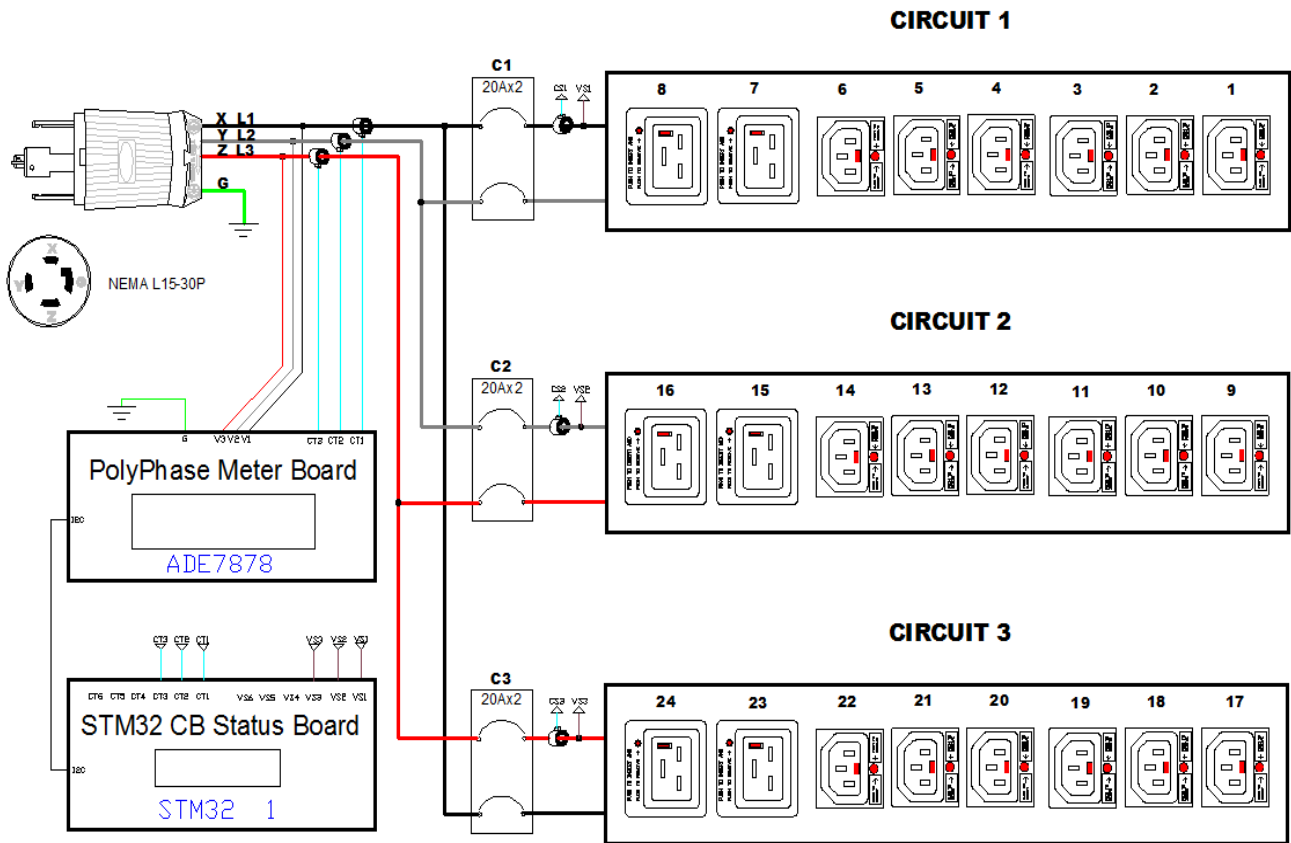 CIRCUIT 1
C1
20Ax2
CS1
VS1
8 7 6 5 4 3 2 1
X L1
Y L2
Z L3
G
X
Y
Z
NEMA L15-30P
CIRCUIT 2
C2
20Ax2
CS2
VS2
16 15 14 13 12 11 10 9
G V3 V2 V1 CT3 CT2 CT1
PolyPhase Meter Board
I2C
ADE7878
CIRCUIT 3
C3
20Ax2
CS3
VS3
24 23 22 21 20 19 18 17
CT3 CT2 CT1 VS3 VS2 VS1
CT6 CT5 CT4 CT3 CT2 CT1 VS6 VS5 VS4 VS3 VS2 VS1
STM32 CB Status Board
I2C
STM32 1